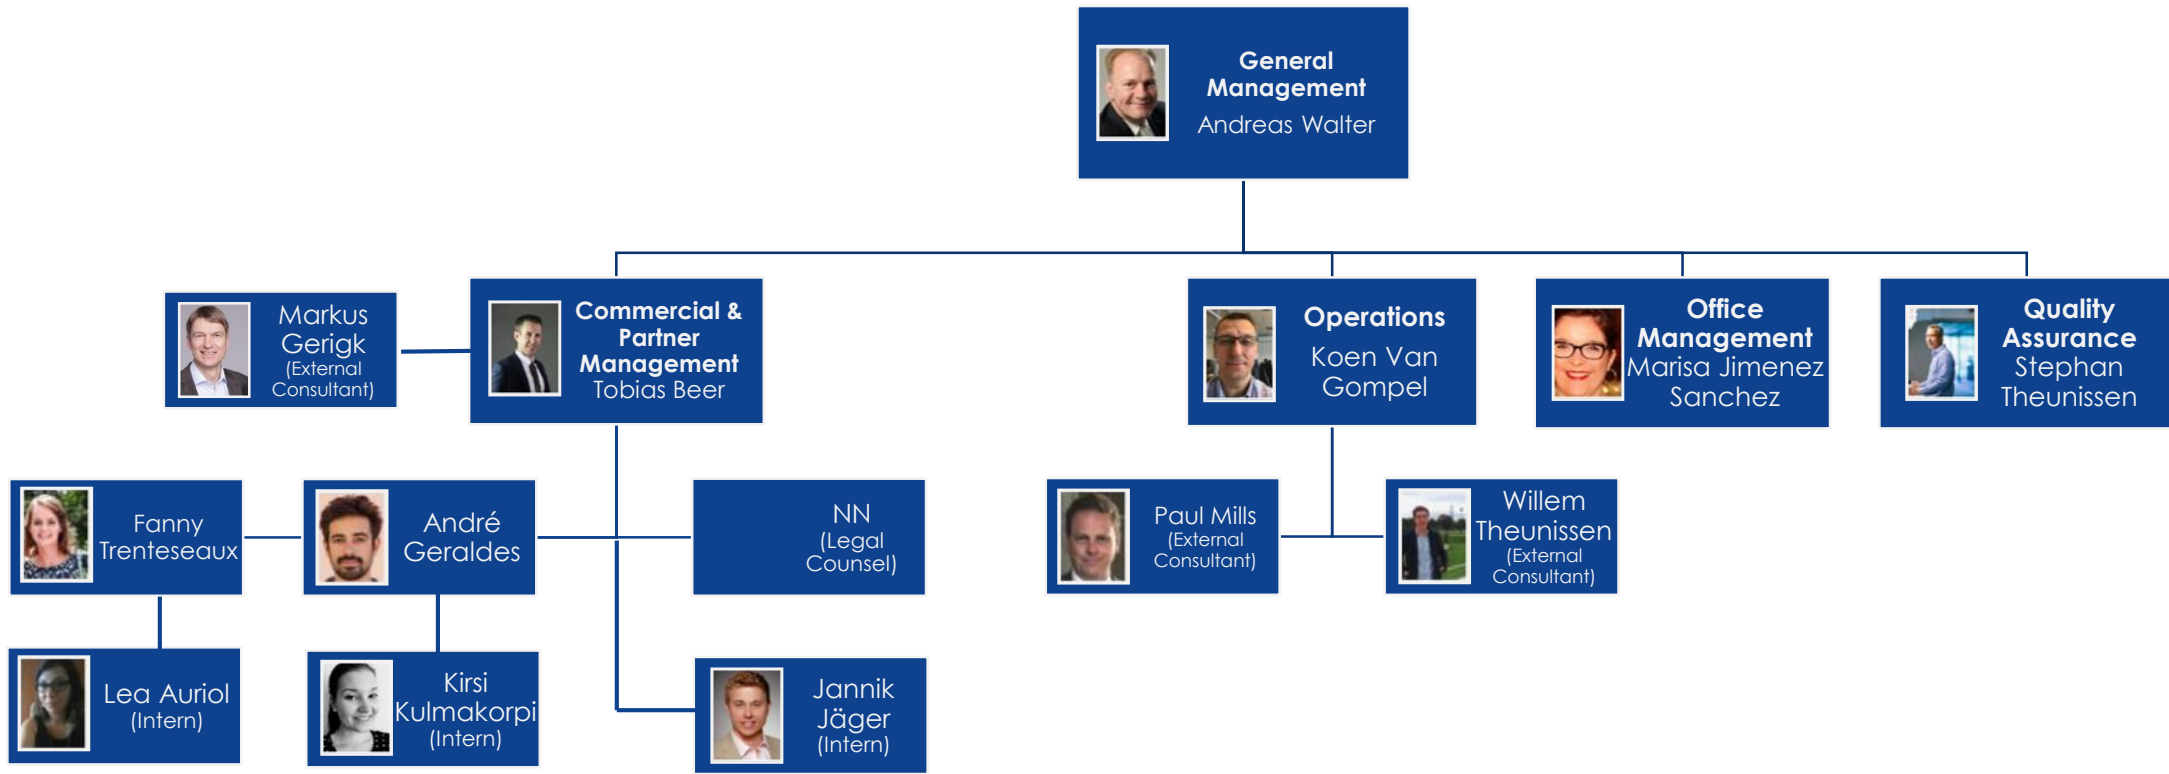 General
Management
Andreas Walter
Markus
Gerigk
(External
Consultant)
Commercial &
Partner
Management
Tobias Beer
Operations
Koen Van
Gompel
Office
Management
Marisa Jimenez
Sanchez
Quality
Assurance
Stephan
Theunissen
Fanny
Trenteseaux
André
Geraldes
NN
(Legal
Counsel)
Paul Mills
(External
Consultant)
Willem
Theunissen
(External
Consultant)
Lea Auriol
(Intern)
Kirsi
Kulmakorpi
(Intern)
Jannik
Jäger
(Intern)